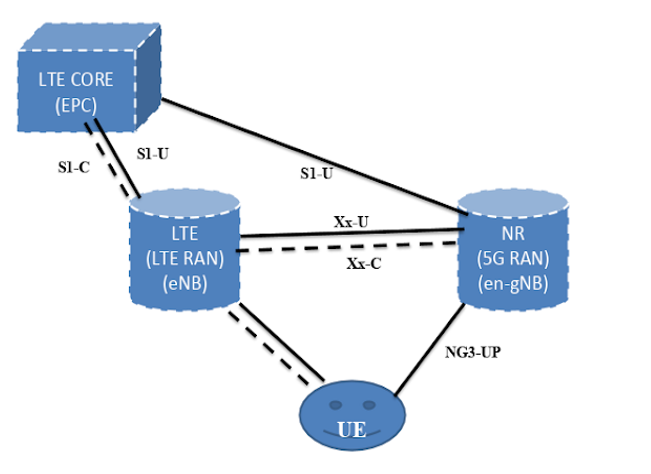 LTE CORE
(EPC)
S1-C
S1-U
S1-U
LTE
(LTE RAN)
(eNB)
Xx-U
Xx-C
NR
(5G RAN)
(en-gNB)
NG3-UP
UE